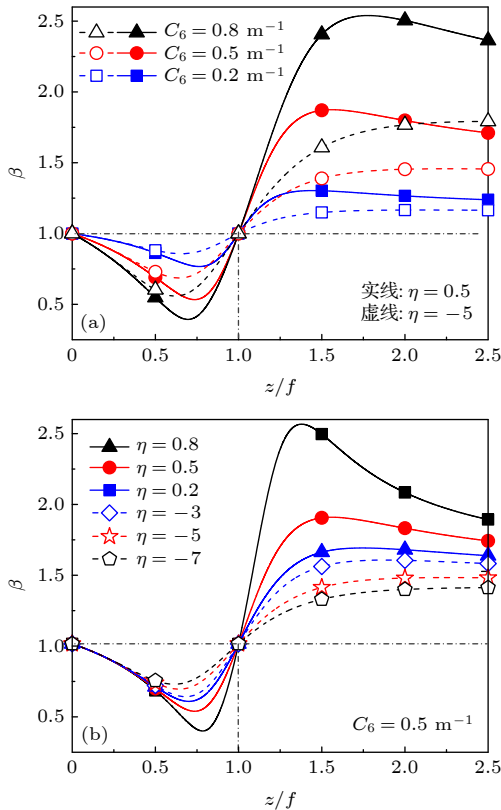 2.5
2.0
1.5
1.0
0.5
β
C₆ = 0.8 m⁻¹
C₆ = 0.5 m⁻¹
C₆ = 0.2 m⁻¹
(a)
实线: η = 0.5
虚线: η = −5
0 0.5 1.0 1.5 2.0 2.5
z/f
2.5
2.0
1.5
1.0
0.5
β
η = 0.8
η = 0.5
η = 0.2
η = −3
η = −5
η = −7
(b)
C₆ = 0.5 m⁻¹
0 0.5 1.0 1.5 2.0 2.5
z/f